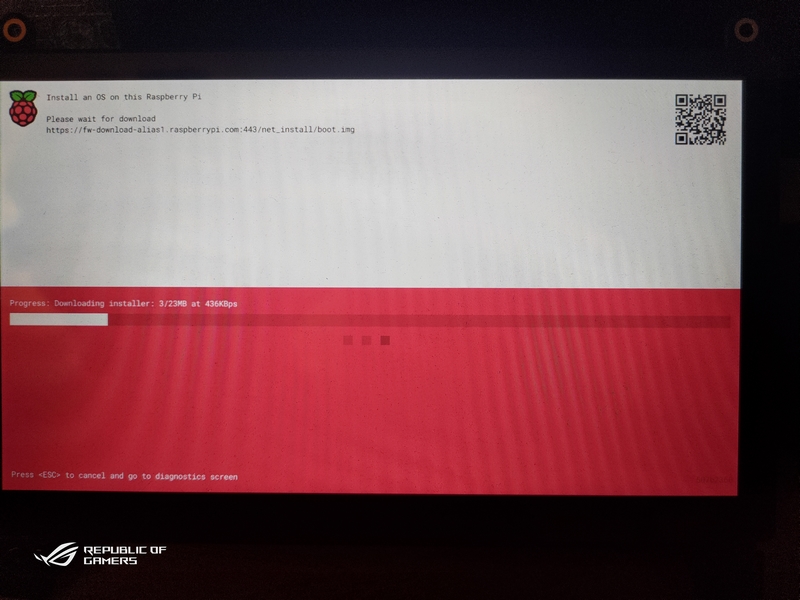 Install an OS on this Raspberry Pi
Please wait for download
https://fw-download-alias1.raspberrypi.com:443/net_install/boot.img
Progress: Downloading installer: 3/23MB at 436KBps
Press <ESC> to cancel and go to diagnostics screen
REPUBLIC OF
GAMERS